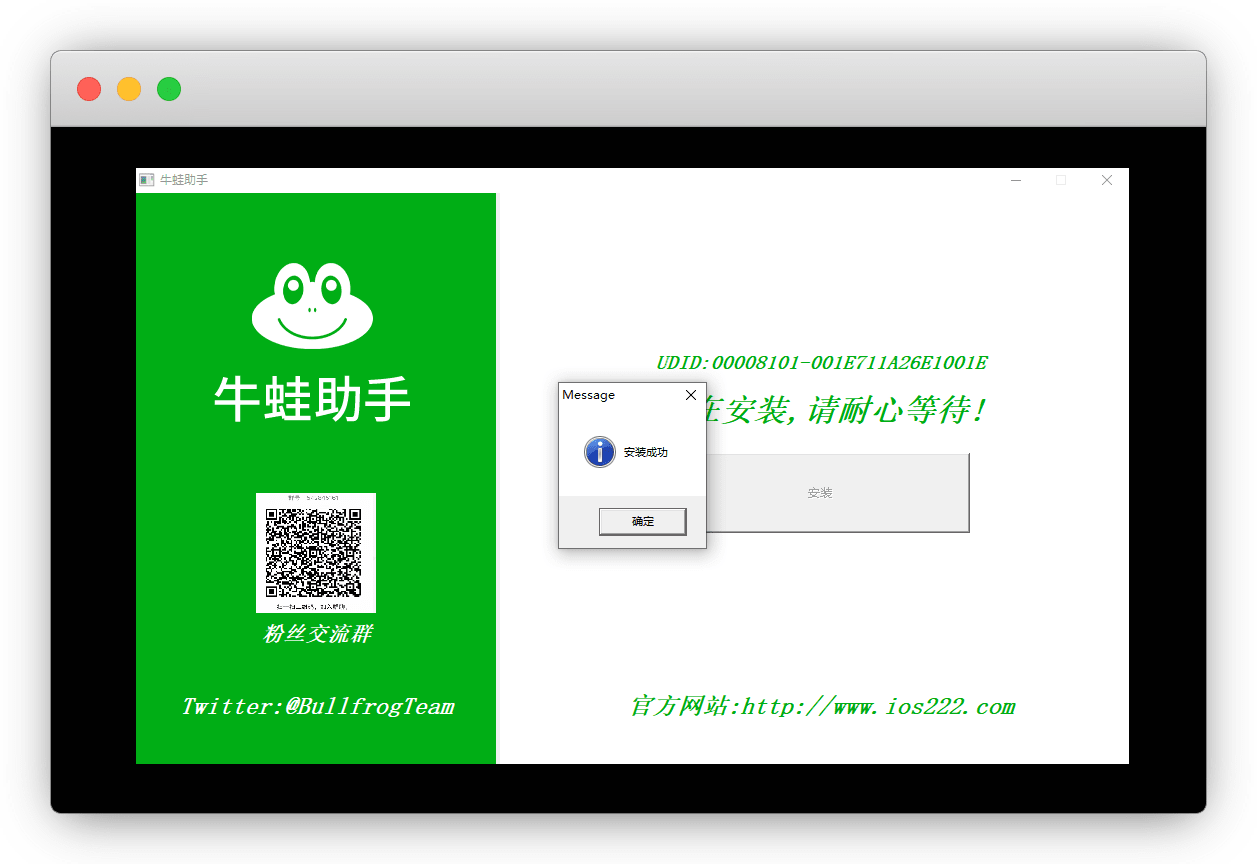 牛蛙助手
牛蛙助手
粉丝交流群
Twitter:@BullfrogTeam
UDID:00008101-001E711A26E1001E
在安装,请耐心等待!
Message
安装成功
确定
安装
官方网站:http://www.ios222.com